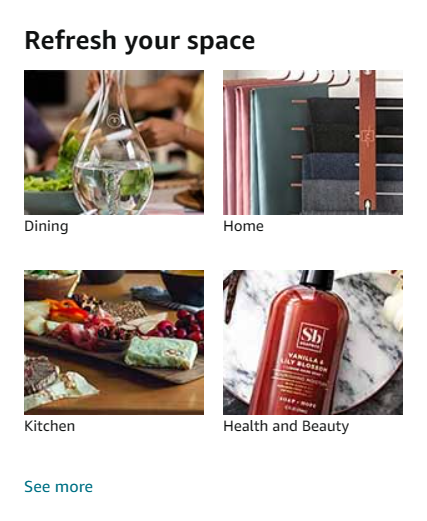 Refresh your space
Dining
Home
Sb
VANILLA &
LILY BLOSSOM
Kitchen
Health and Beauty
See more